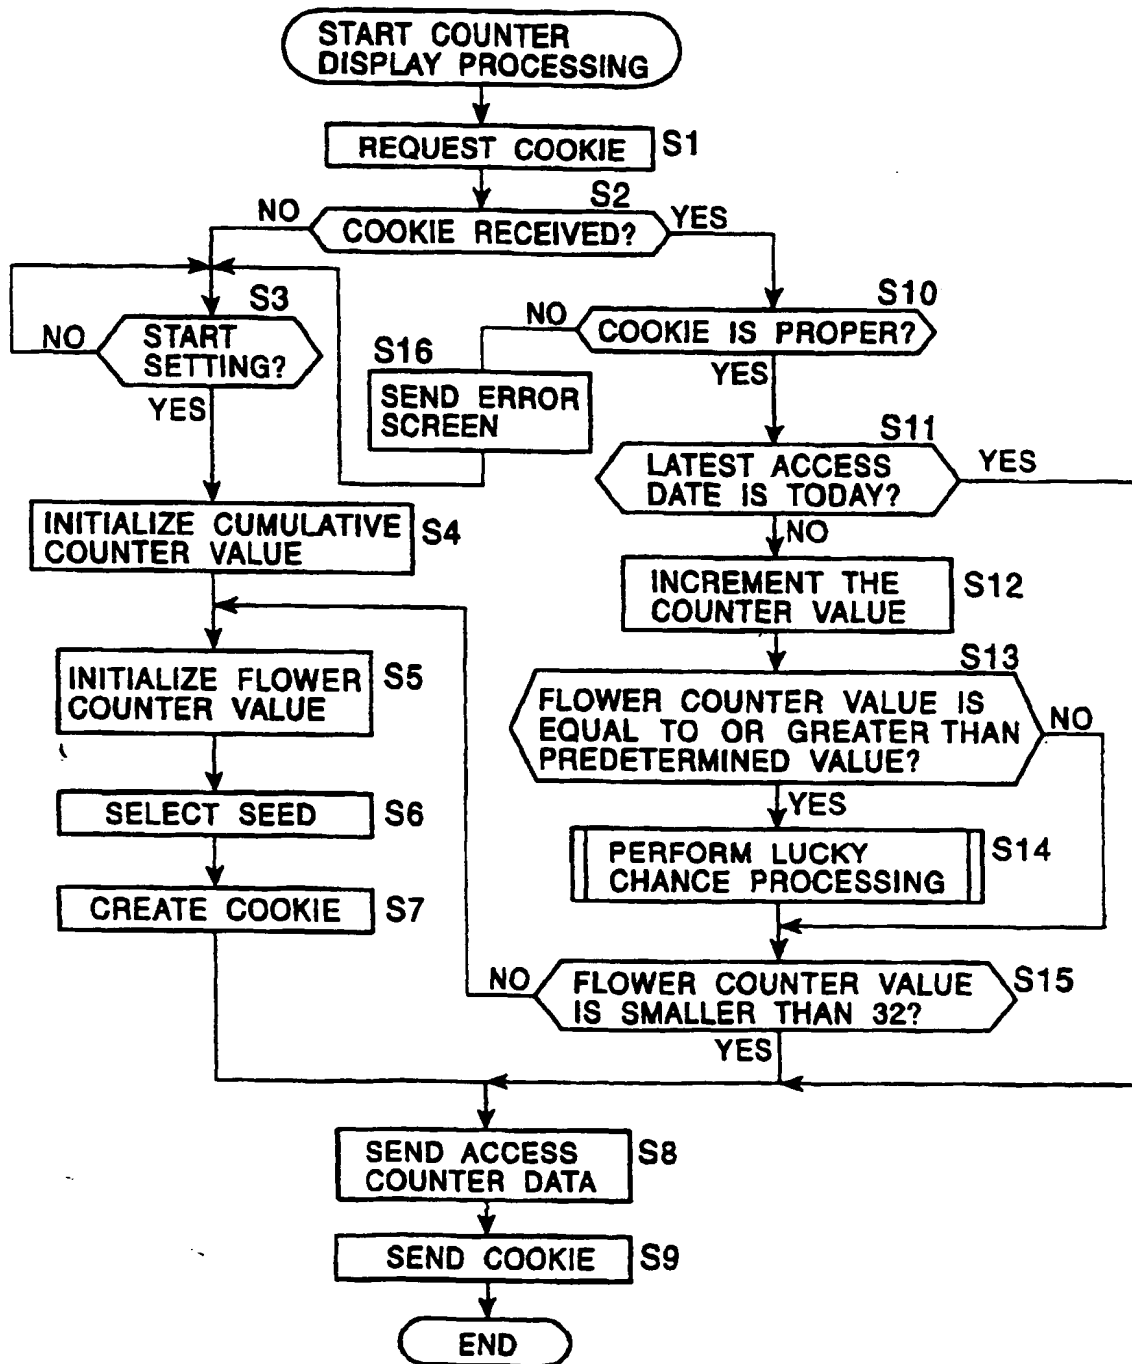 START COUNTER
DISPLAY PROCESSING
REQUEST COOKIE
S1
S2
NO
COOKIE RECEIVED?
YES
S3
NO
START
SETTING?
YES
S10
NO
COOKIE IS PROPER?
YES
S16
SEND ERROR
SCREEN
S11
LATEST ACCESS
DATE IS TODAY?
YES
NO
INITIALIZE CUMULATIVE
COUNTER VALUE
S4
INCREMENT THE
COUNTER VALUE
S12
INITIALIZE FLOWER
COUNTER VALUE
S5
S13
FLOWER COUNTER VALUE IS
EQUAL TO OR GREATER THAN
PREDETERMINED VALUE?
NO
YES
SELECT SEED
S6
PERFORM LUCKY
CHANCE PROCESSING
S14
CREATE COOKIE
S7
NO
FLOWER COUNTER VALUE
IS SMALLER THAN 32?
S15
YES
SEND ACCESS
COUNTER DATA
S8
SEND COOKIE
S9
END